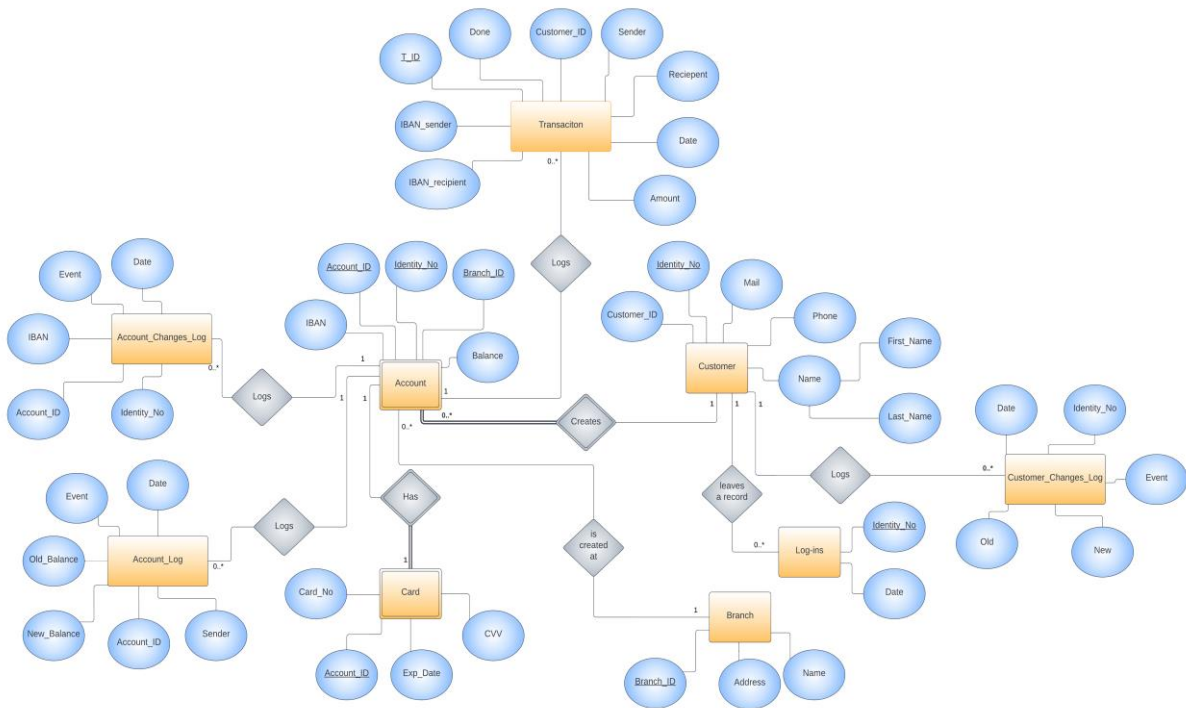 Done
Customer_ID
Sender
T_ID
Reciepent
IBAN_sender
Transaciton
Date
IBAN_recipient
0..*
Amount
Logs
Event
Date
Account_ID
Identity_No
Branch_ID
Identity_No
Mail
IBAN
Account_Changes_Log
0..*
IBAN
Customer_ID
Phone
Balance
First_Name
Account_ID
Identity_No
Logs
1
1
1
Account
1
0..*
0..*
Creates
Customer
1
1
1
Name
Last_Name
Date
Identity_No
Event
Date
Logs
Has
leaves
a record
Logs
0..*
Customer_Changes_Log
Event
Old_Balance
Account_Log
0..*
is
created
at
0..*
Log-ins
Identity_No
Old
New
New_Balance
Account_ID
Sender
Card_No
1
Card
CVV
Date
1
Branch
Account_ID
Exp_Date
Branch_ID
Address
Name